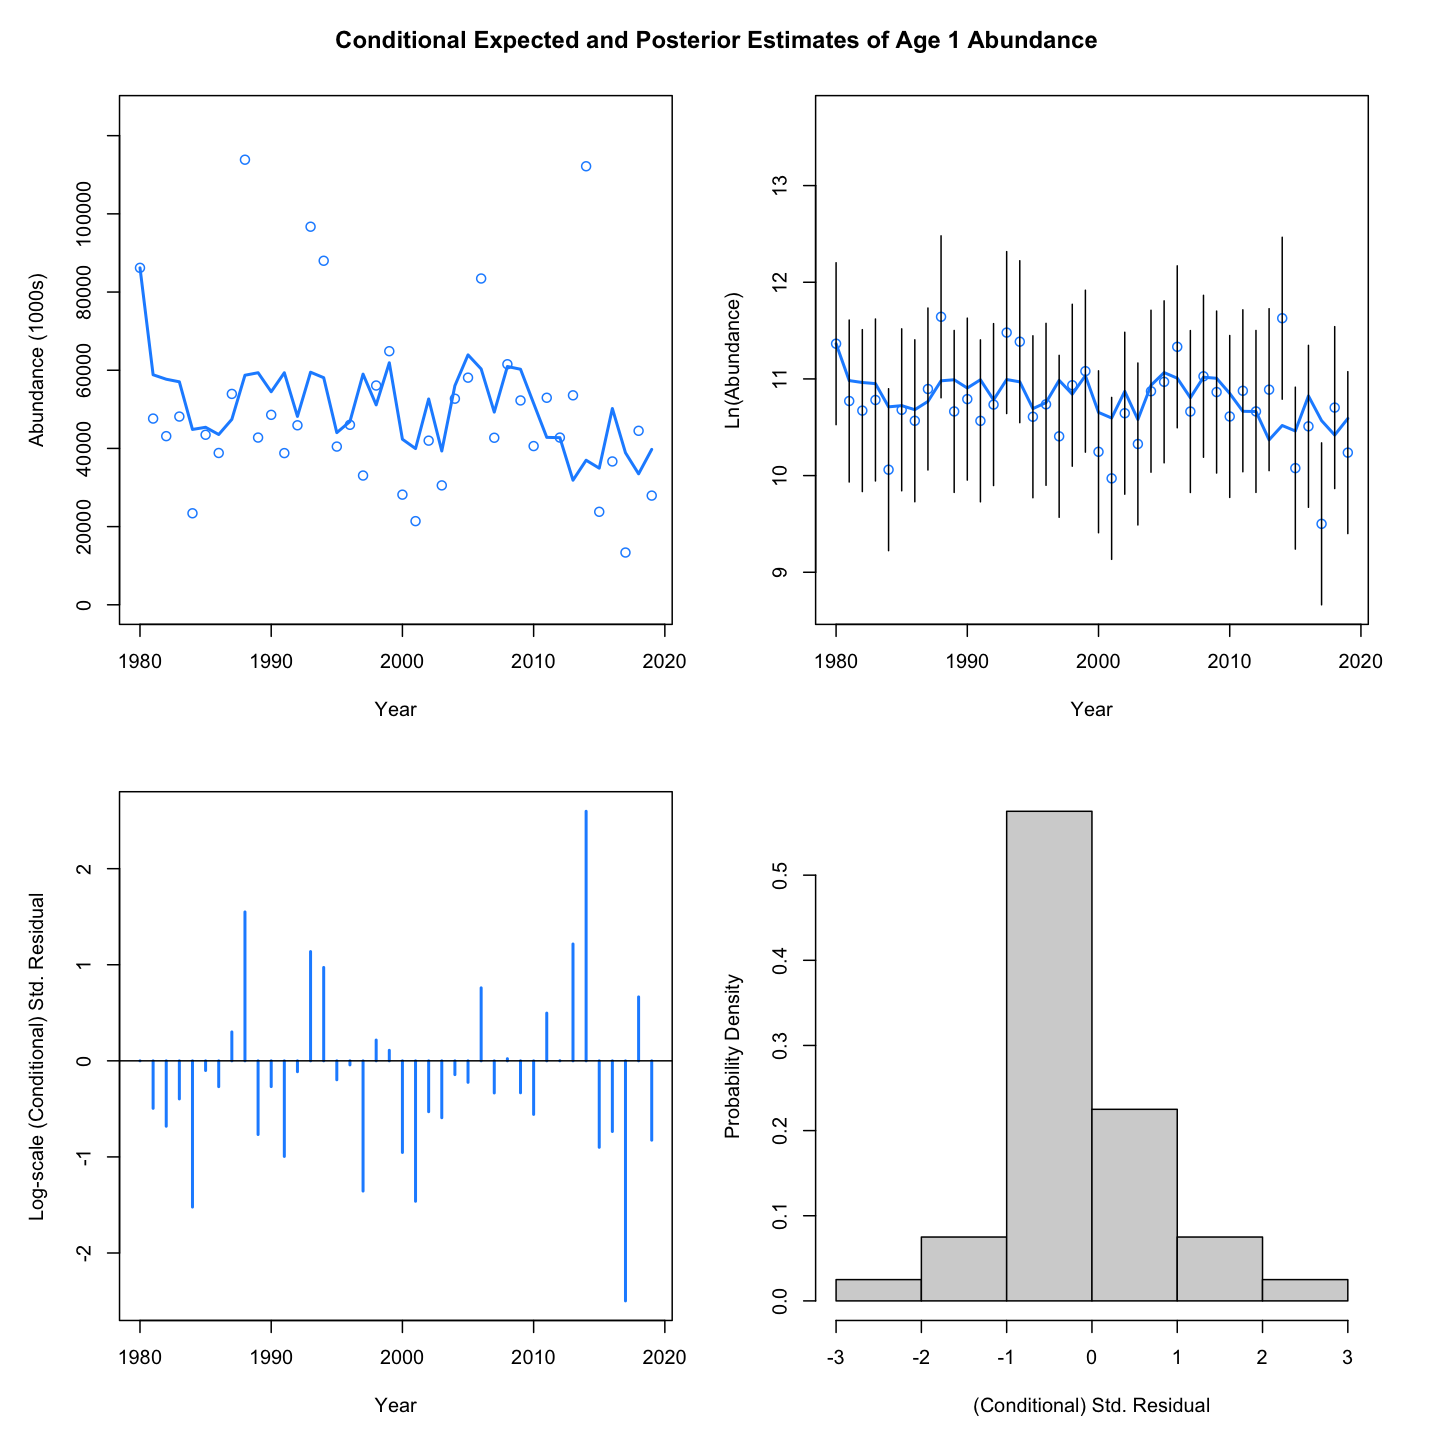 Conditional Expected and Posterior Estimates of Age 1 Abundance
Abundance (1000s)
100000
80000
60000
40000
20000
0
1980 1990 2000 2010 2020
Year
Ln(Abundance)
13
12
11
10
9
1980 1990 2000 2010 2020
Year
Log-scale (Conditional) Std. Residual
2
1
0
-1
-2
1980 1990 2000 2010 2020
Year
Probability Density
0.5
0.4
0.3
0.2
0.1
0.0
-3 -2 -1 0 1 2 3
(Conditional) Std. Residual